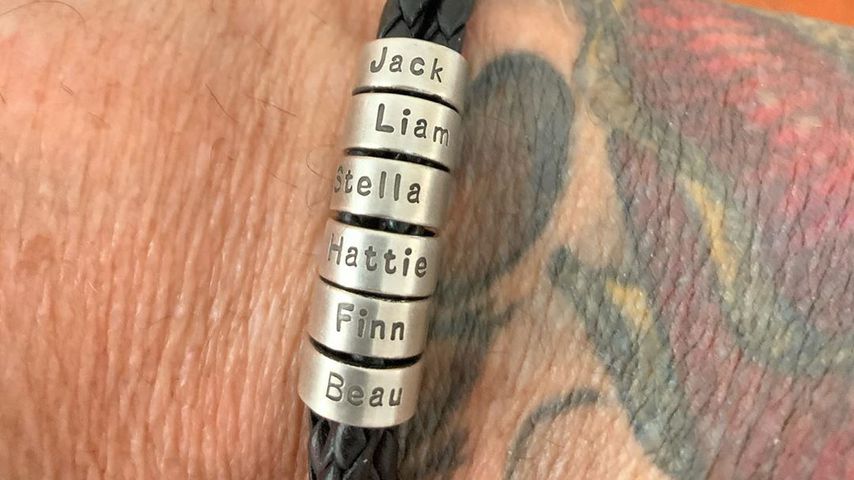 Jack
Liam
Stella
Hattie
Finn
Beau